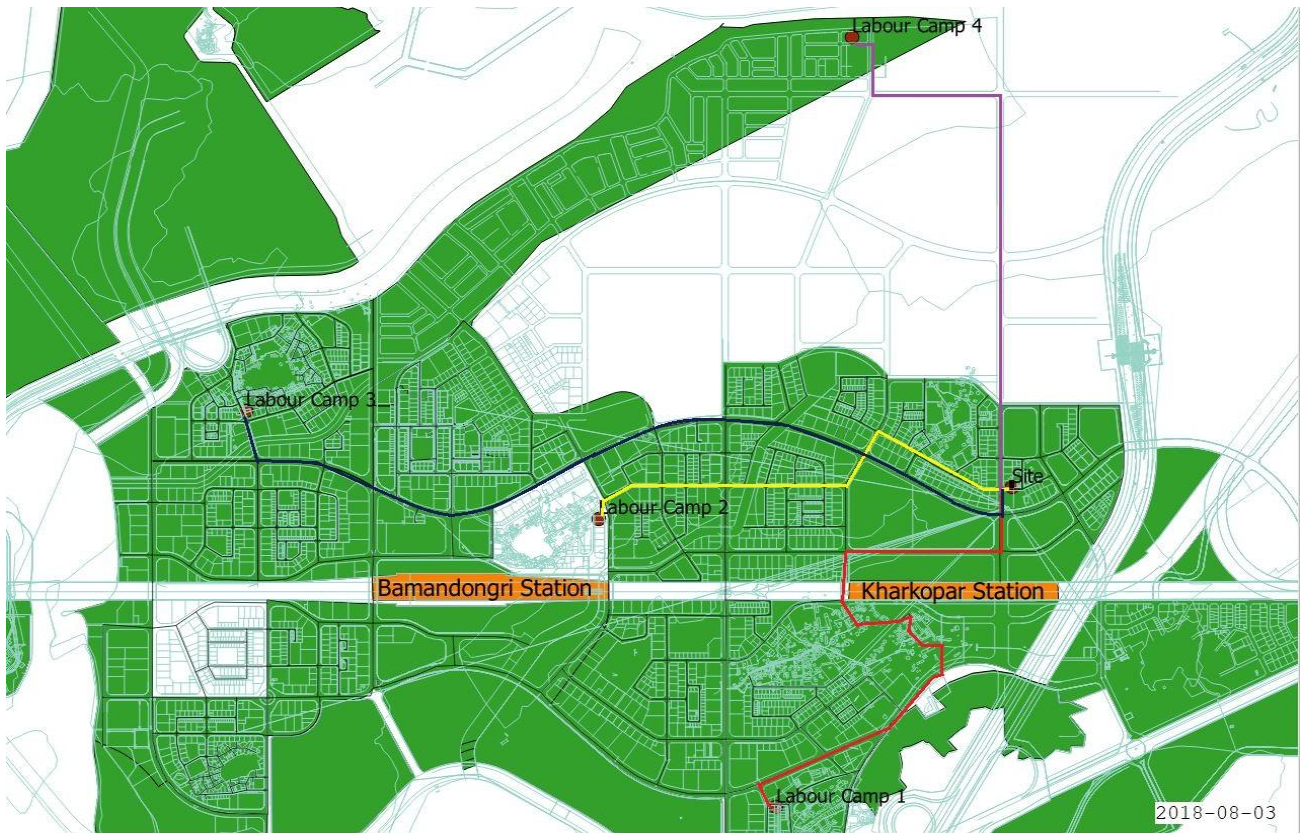 Labour Camp 4
Labour Camp 3
Site
Labour Camp 2
Bamandongri Station
Kharkopar Station
Labour Camp 1
2018-08-03